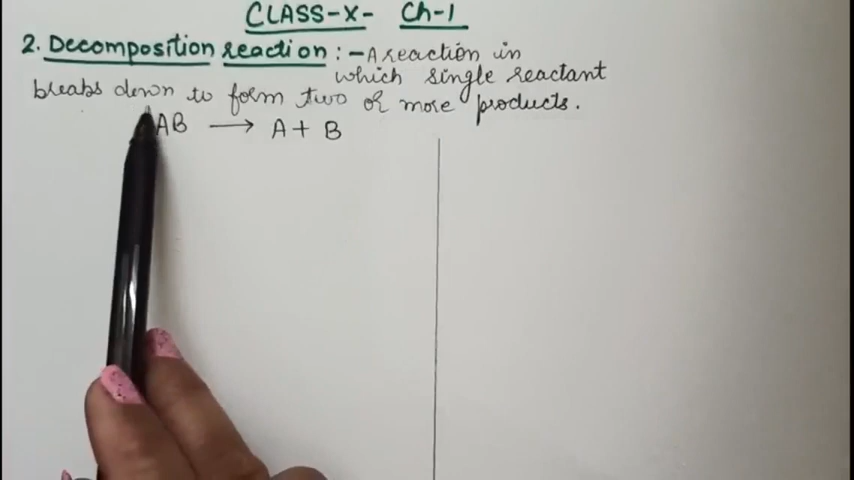 CLASS-X- Ch-1
2. Decomposition reaction : - A reaction in
which single reactant
breaks down to form two or more products.
AB → A + B